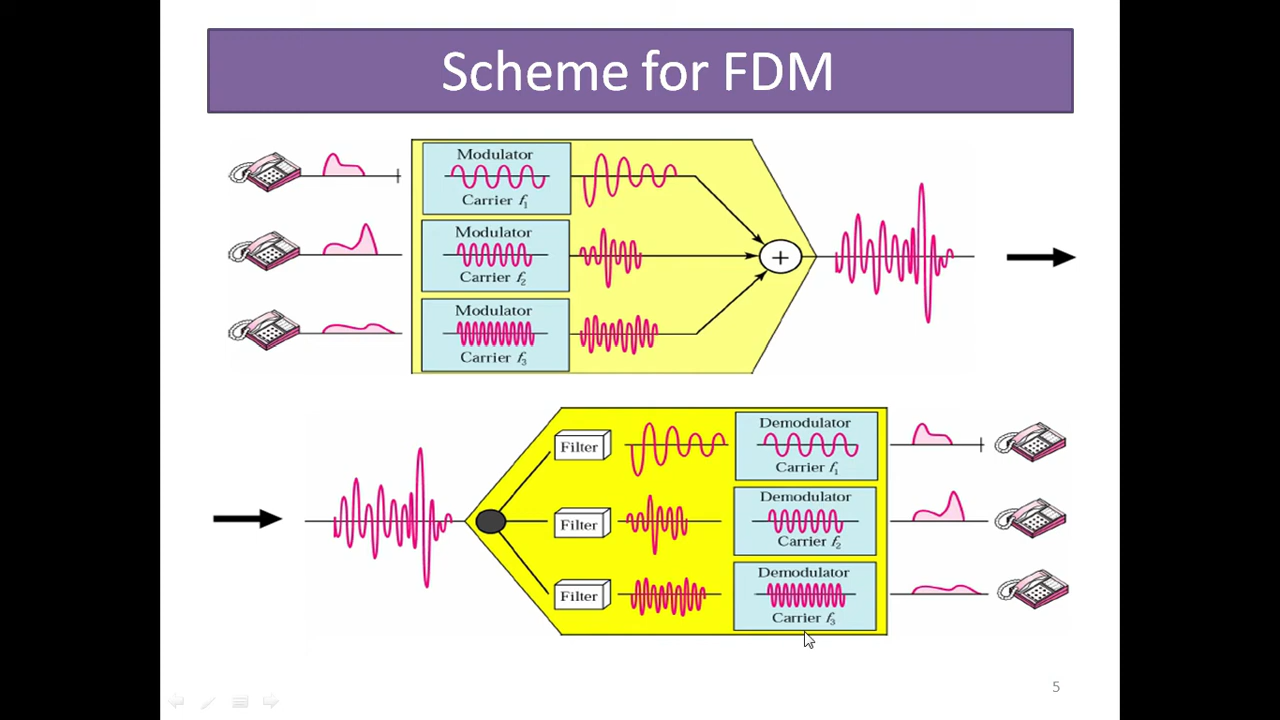 Scheme for FDM
Modulator
Carrier f1
Modulator
Carrier f2
Modulator
Carrier f3
+
Filter
Demodulator
Carrier f1
Filter
Demodulator
Carrier f2
Filter
Demodulator
Carrier f3
5